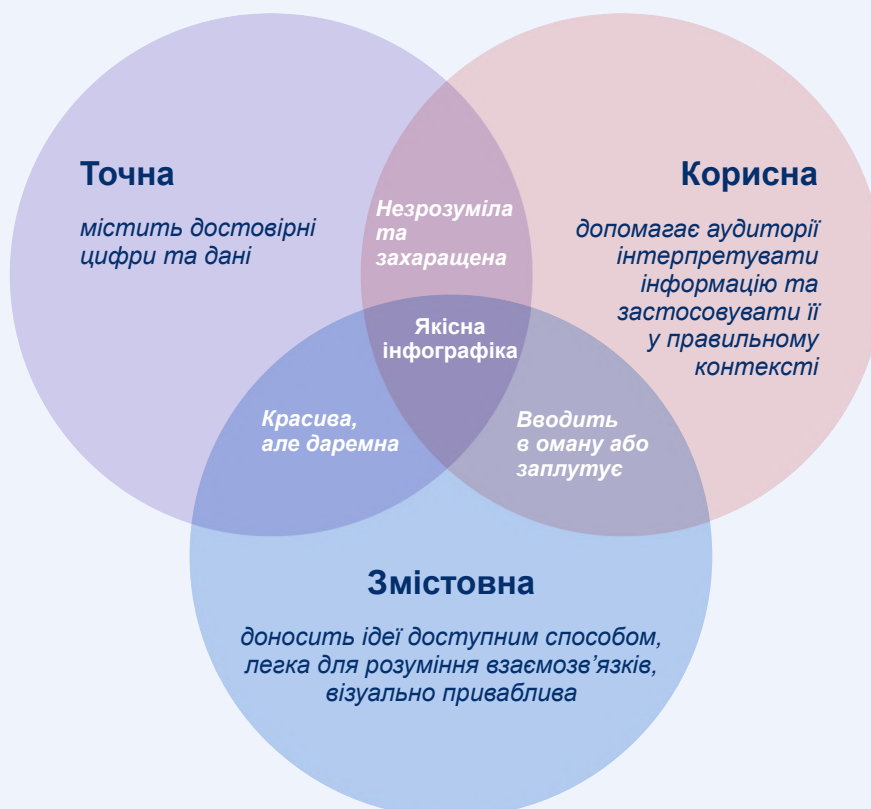 Точна
містить достовірні
цифри та дані
Незрозуміла
та
захаращена
Корисна
допомагає аудиторії
інтерпретувати
інформацію та
застосовувати її
у правильному
контексті
Якісна
інфографіка
Красива,
але даремна
Вводить
в оману або
заплутує
Змістовна
доносить ідеї доступним способом,
легка для розуміння взаємозв’язків,
візуально приваблива